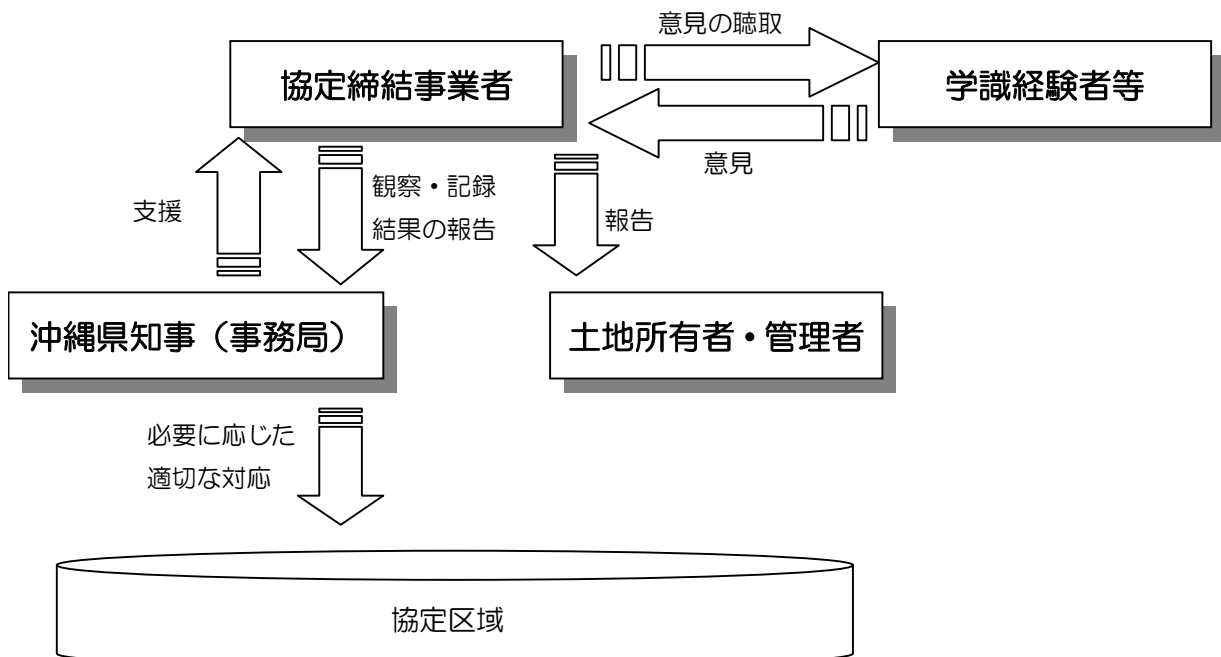 意見の聴取
協定締結事業者
学識経験者等
意見
支援
観察・記録
結果の報告
報告
沖縄県知事（事務局）
土地所有者・管理者
必要に応じた
適切な対応
協定区域